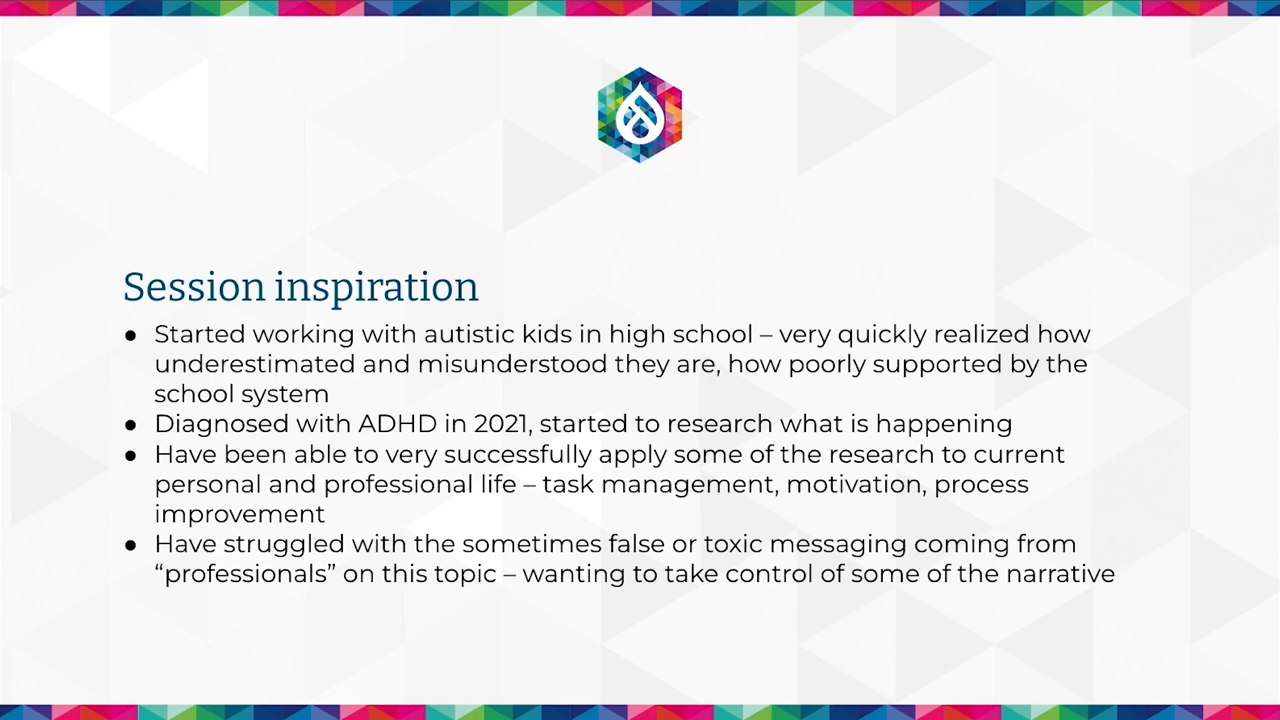 Session inspiration
● Started working with autistic kids in high school – very quickly realized how
underestimated and misunderstood they are, how poorly supported by the
school system
● Diagnosed with ADHD in 2021, started to research what is happening
● Have been able to very successfully apply some of the research to current
personal and professional life – task management, motivation, process
improvement
● Have struggled with the sometimes false or toxic messaging coming from
“professionals” on this topic – wanting to take control of some of the narrative